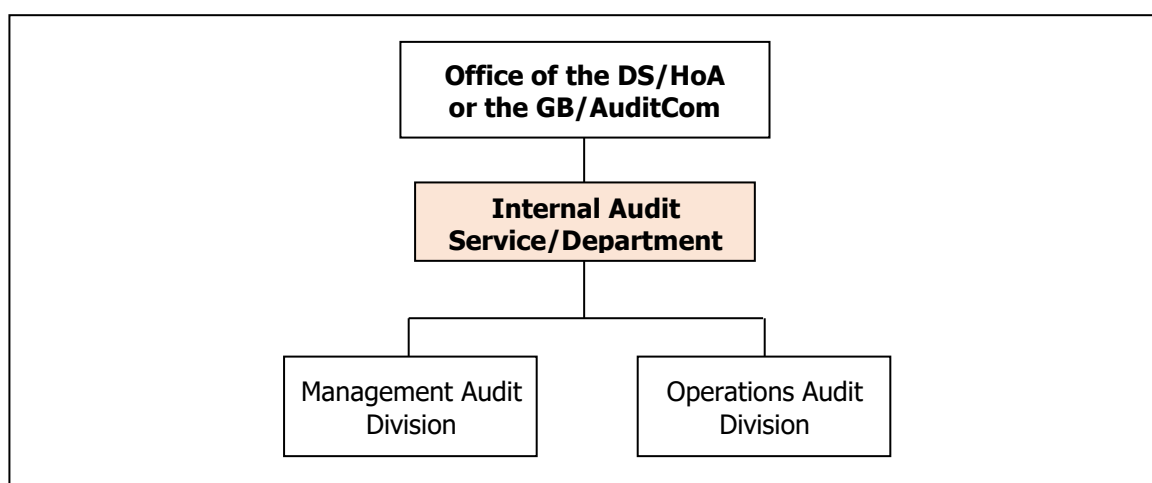 Office of the DS/HoA
or the GB/AuditCom
Internal Audit
Service/Department
Management Audit
Division
Operations Audit
Division